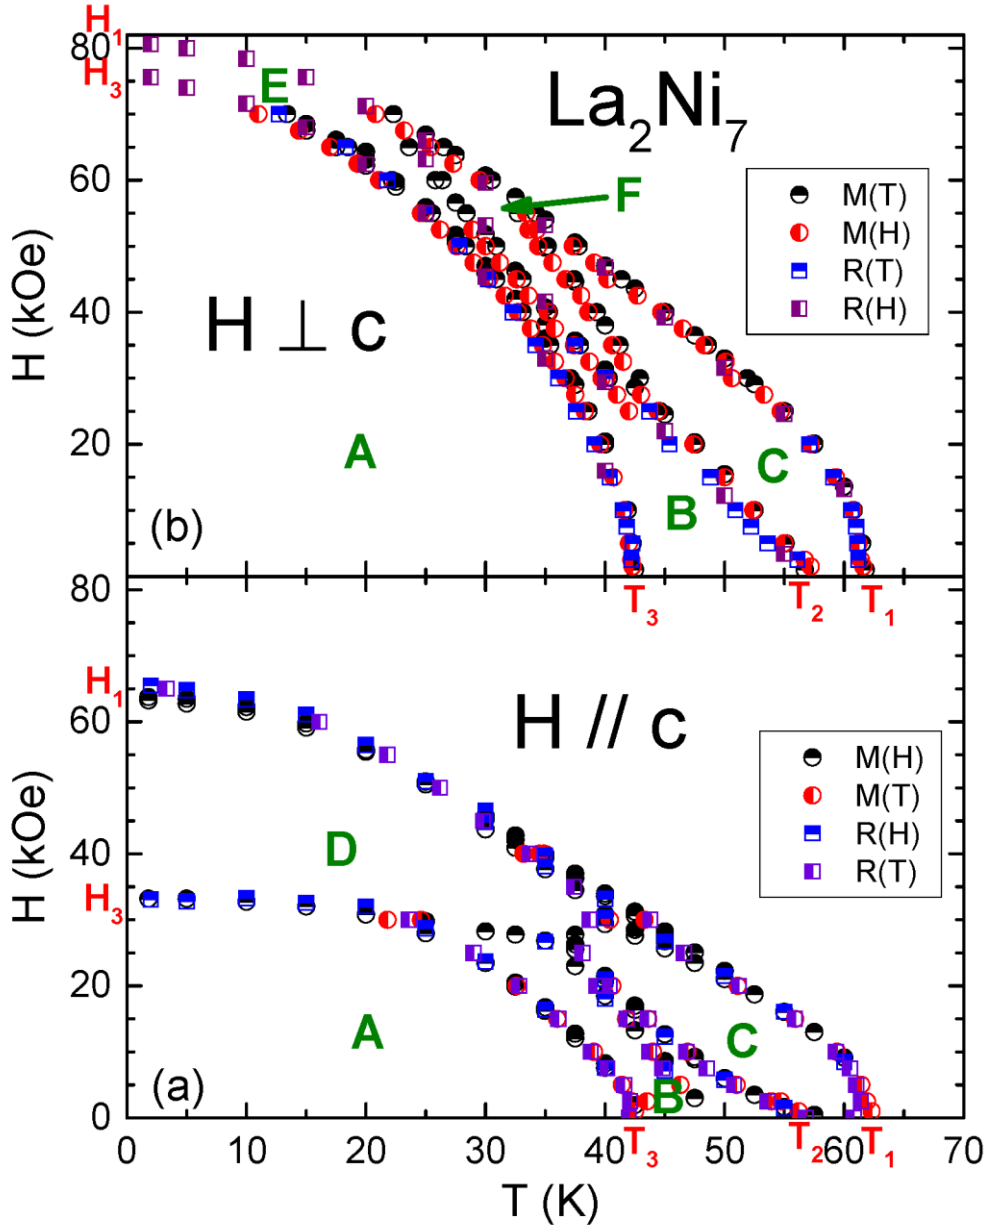 H₁
80
H₃
E
La₂Ni₇
M(T)
M(H)
R(T)
R(H)
60
F
H (kOe)
40
H ⊥ c
A
20
C
B
(b)
0
T₃
T₂
T₁
80
H₁
60
H // c
M(H)
M(T)
R(H)
R(T)
D
H (kOe)
40
H₃
20
A
C
B
(a)
0
T₃
T₂
T₁
0 10 20 30 40 50 60 70
T (K)